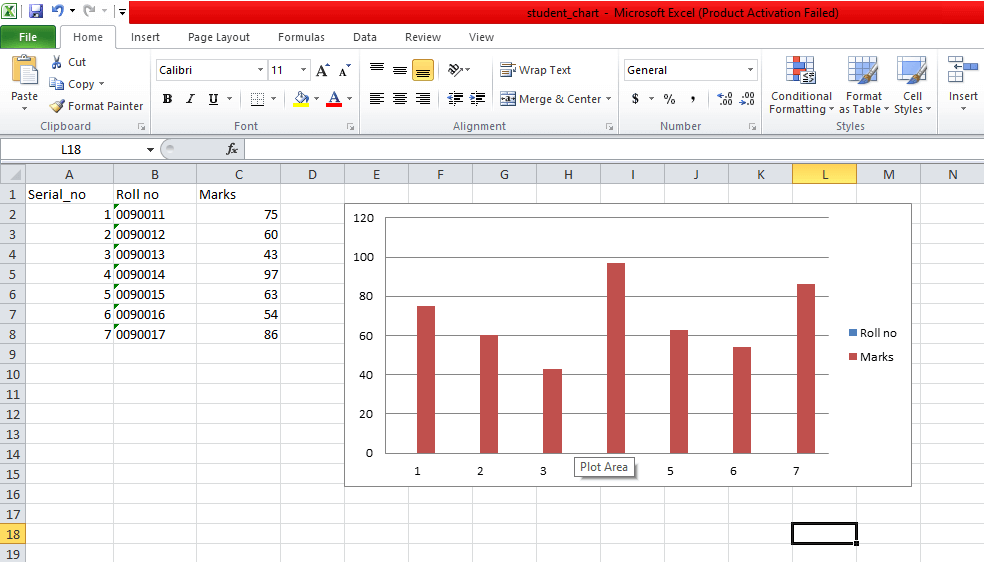 student_chart - Microsoft Excel (Product Activation Failed)
File Home Insert Page Layout Formulas Data Review View
Cut
Copy
Format Painter
Paste
Clipboard
Calibri 11 A A
B I U A
Font
Wrap Text
Merge & Center
Alignment
General
$ % , .00 .0 .00
Number
Conditional Formatting Format as Table Cell Styles
Styles
Insert
L18 fx
A B C D E F G H I J K L M N
1 Serial_no Roll no Marks
2 1 0090011 75
3 2 0090012 60
4 3 0090013 43
5 4 0090014 97
6 5 0090015 63
7 6 0090016 54
8 7 0090017 86
9
10
11
12
13
14
15
16
17
18
19
120
100
80
60
40
20
0
1 2 3 5 6 7
Plot Area
Roll no
Marks